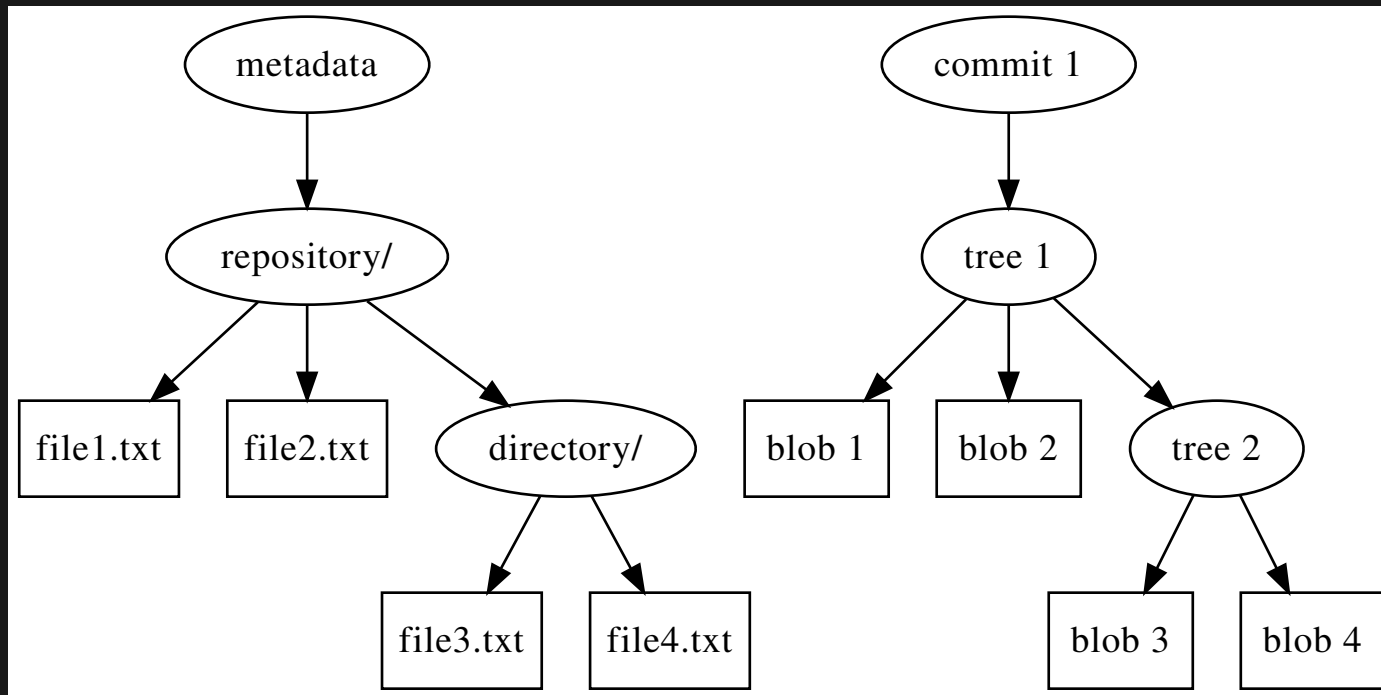 metadata
commit 1
repository/
tree 1
file1.txt
file2.txt
directory/
blob 1
blob 2
tree 2
file3.txt
file4.txt
blob 3
blob 4